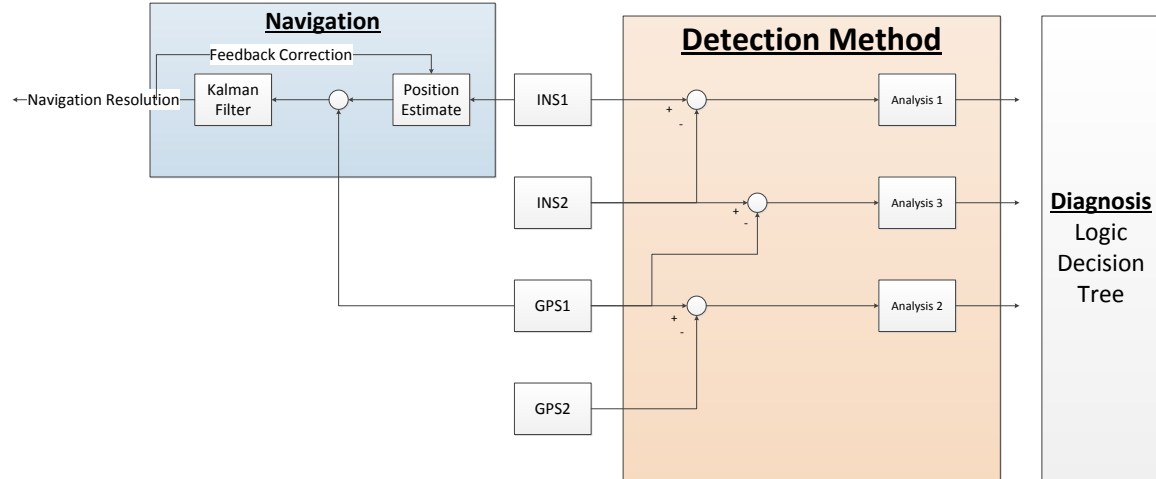 Navigation
Detection Method
Feedback Correction
Navigation Resolution
Kalman
Filter
Position
Estimate
INS1
+
-
Analysis 1
INS2
+
-
Analysis 3
Diagnosis
Logic
Decision
Tree
GPS1
+
-
Analysis 2
GPS2